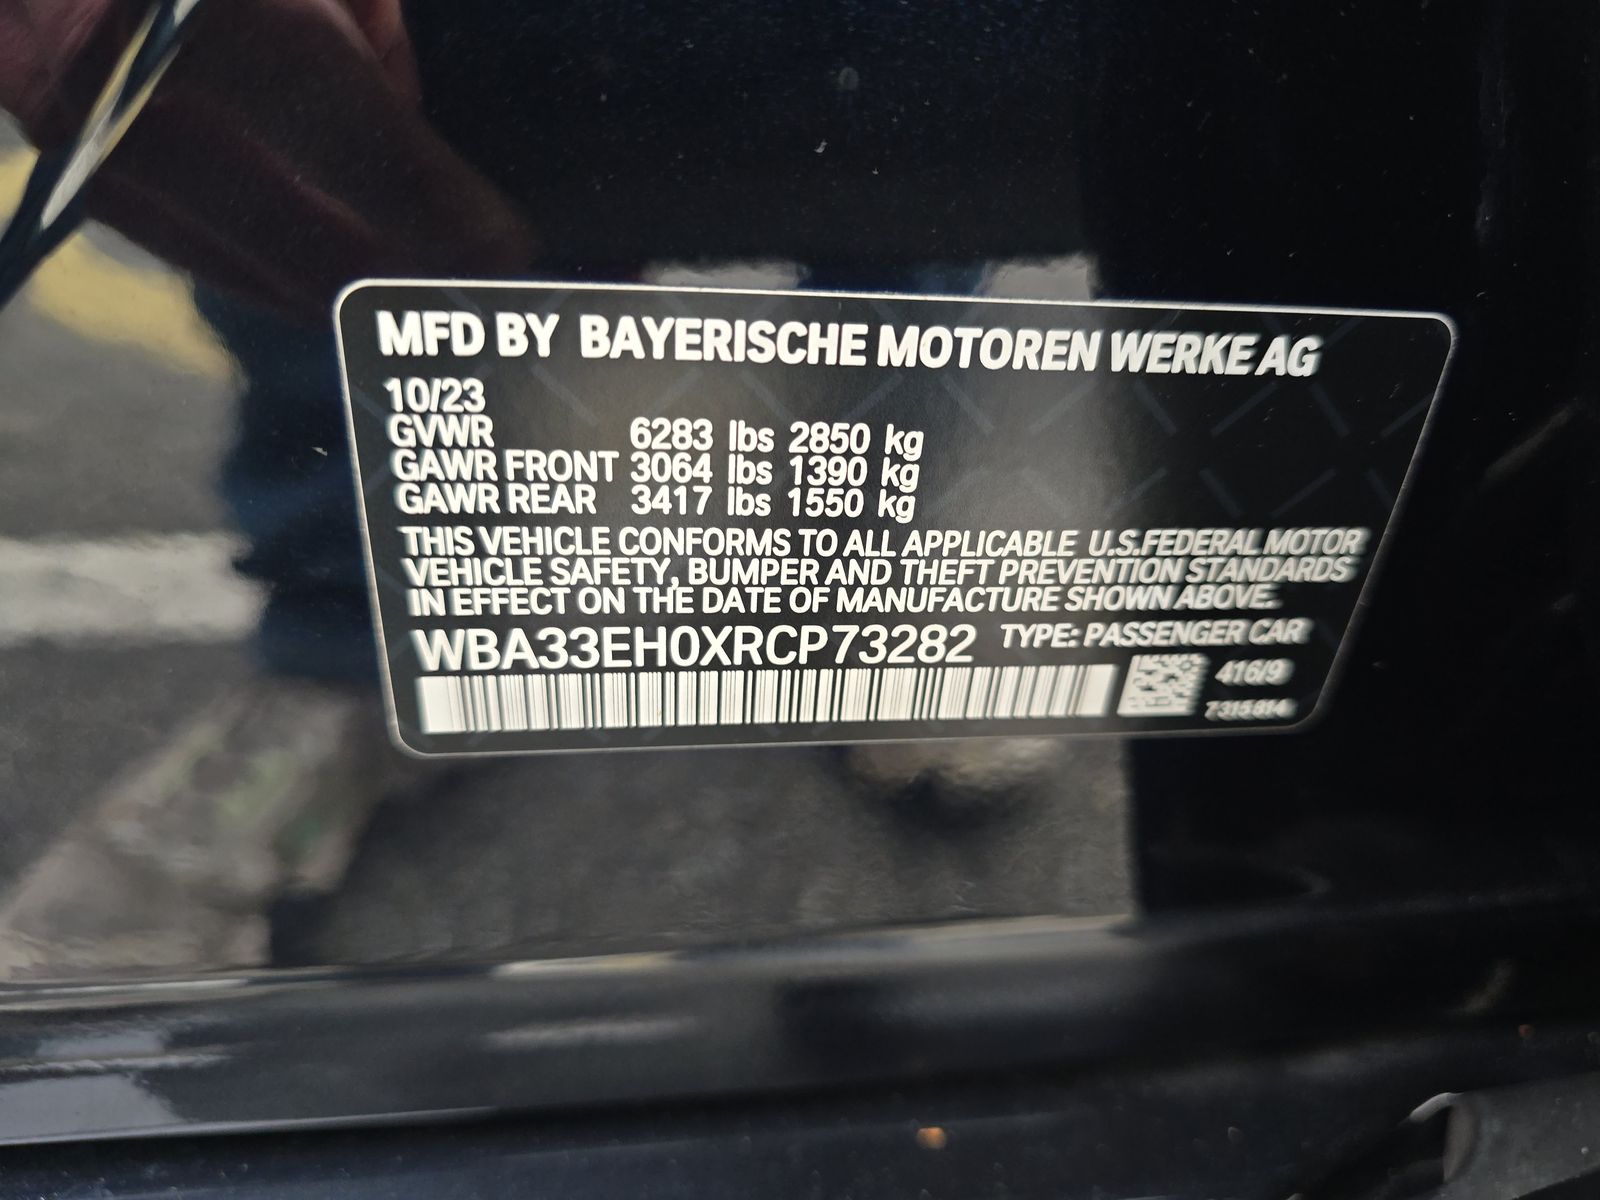 MFD BY BAYERISCHE MOTOREN WERKE AG
10/23
GVWR 6283 lbs 2850 kg
GAWR FRONT 3064 lbs 1390 kg
GAWR REAR 3417 lbs 1550 kg
THIS VEHICLE CONFORMS TO ALL APPLICABLE U.S.FEDERAL MOTOR
VEHICLE SAFETY, BUMPER AND THEFT PREVENTION STANDARDS
IN EFFECT ON THE DATE OF MANUFACTURE SHOWN ABOVE.
WBA33EH0XRCP73282 TYPE: PASSENGER CAR
416/9
7315814